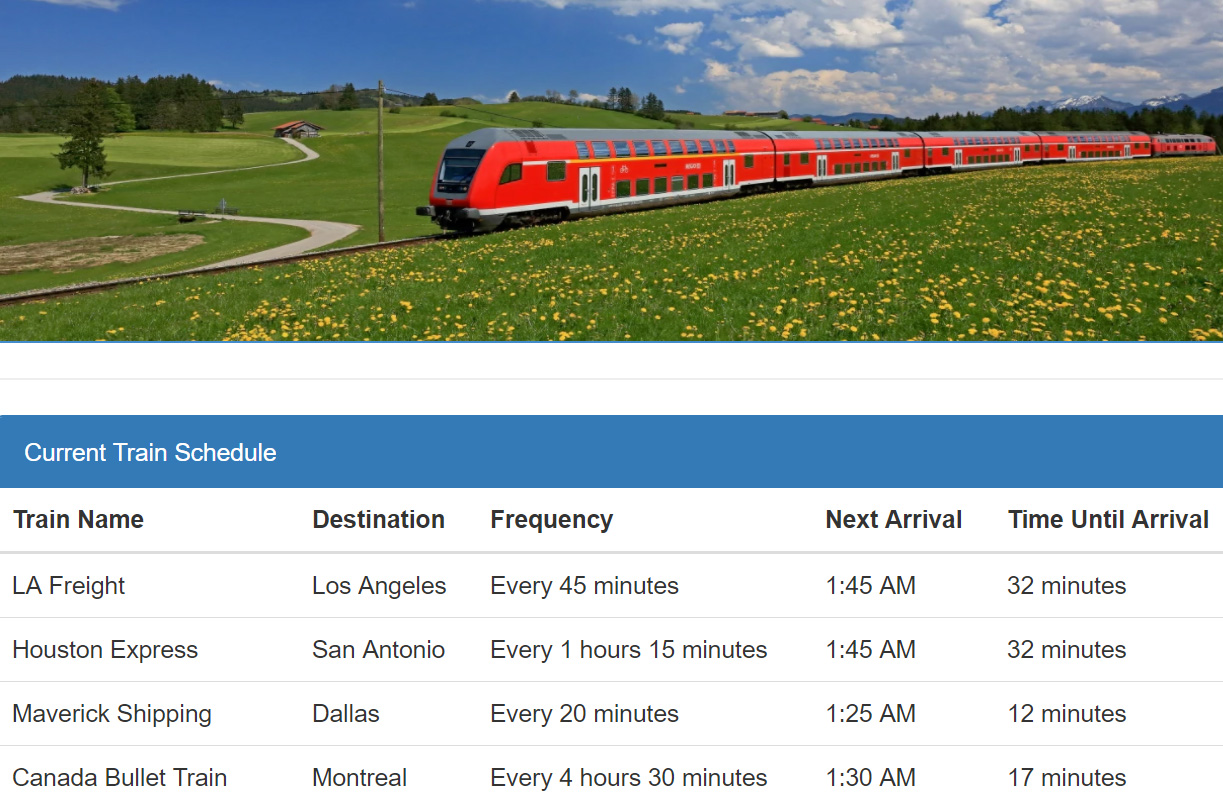 Current Train Schedule
Train Name Destination Frequency Next Arrival Time Until Arrival
LA Freight Los Angeles Every 45 minutes 1:45 AM 32 minutes
Houston Express San Antonio Every 1 hours 15 minutes 1:45 AM 32 minutes
Maverick Shipping Dallas Every 20 minutes 1:25 AM 12 minutes
Canada Bullet Train Montreal Every 4 hours 30 minutes 1:30 AM 17 minutes